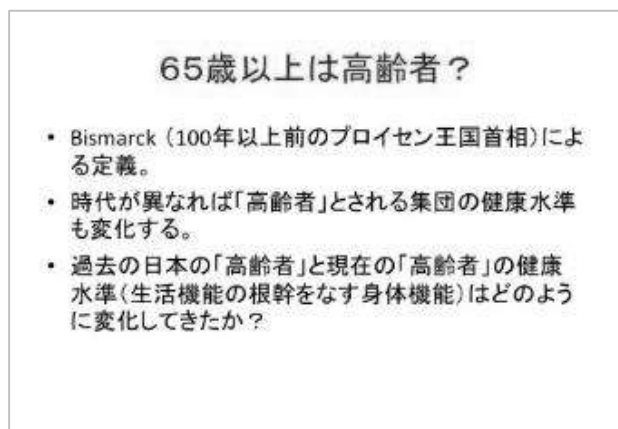 65歳以上は高齢者？
• Bismarck（100年以上前のプロイセン王国首相）によ
る定義。
• 時代が異なれば「高齢者」とされる集団の健康水準
も変化する。
• 過去の日本の「高齢者」と現在の「高齢者」の健康
水準（生活機能の根幹をなす身体機能）はどのよう
に変化してきたか？